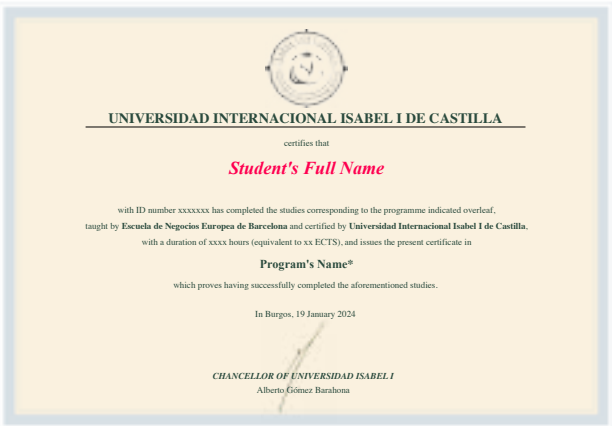 UNIVERSIDAD INTERNACIONAL ISABEL I DE CASTILLA
certifies that
Student's Full Name
with ID number xxxxxxx has completed the studies corresponding to the programme indicated overleaf,
taught by Escuela de Negocios Europea de Barcelona and certified by Universidad Internacional Isabel I de Castilla,
with a duration of xxxx hours (equivalent to xx ECTS), and issues the present certificate in
Program's Name*
which proves having successfully completed the aforementioned studies.
In Burgos, 19 January 2024
CHANCELLOR OF UNIVERSIDAD ISABEL I
Alberto Gómez Barahona